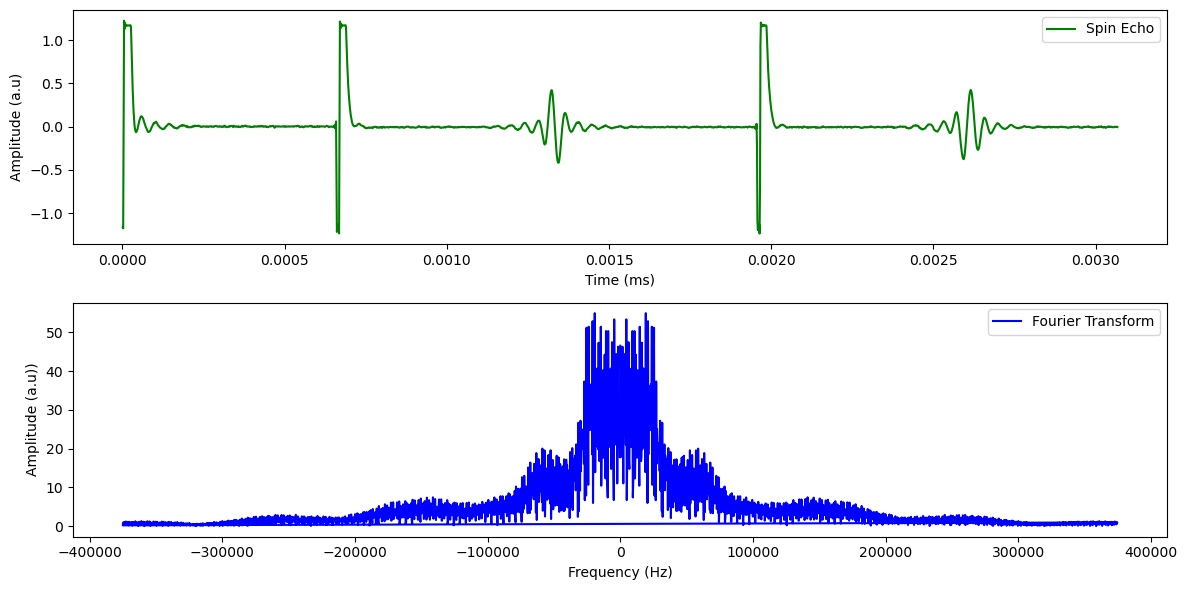 Spin Echo
Amplitude (a.u)
1.0
0.5
0.0
−0.5
−1.0
0.0000 0.0005 0.0010 0.0015 0.0020 0.0025 0.0030
Time (ms)
Fourier Transform
Amplitude (a.u))
50
40
30
20
10
0
−400000 −300000 −200000 −100000 0 100000 200000 300000 400000
Frequency (Hz)